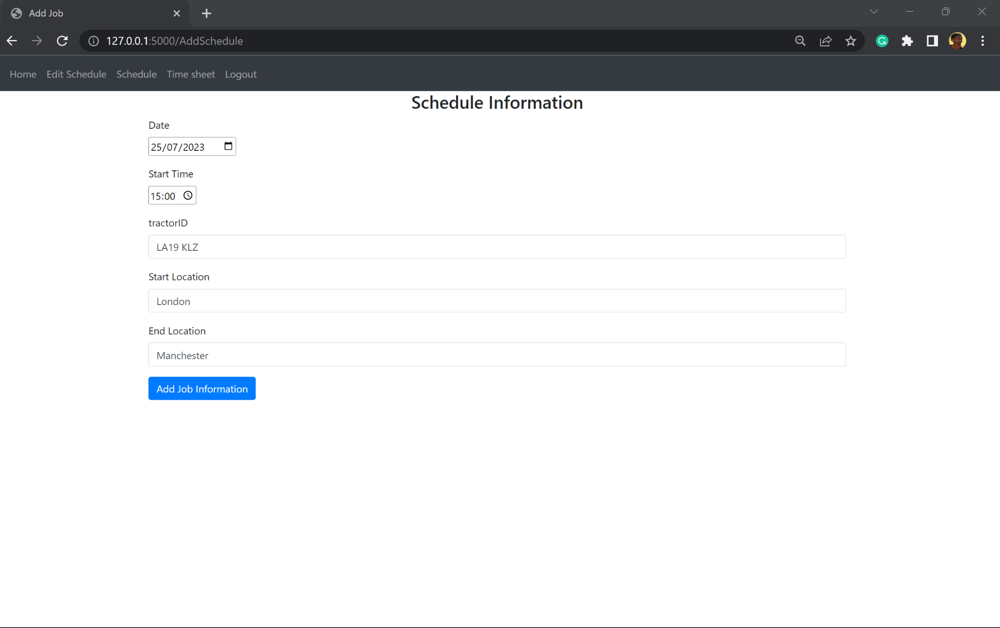 Add Job
127.0.0.1:5000/AddSchedule
Home Edit Schedule Schedule Time sheet Logout
Schedule Information
Date
25/07/2023
Start Time
15:00
tractorID
LA19 KLZ
Start Location
London
End Location
Manchester
Add Job Information